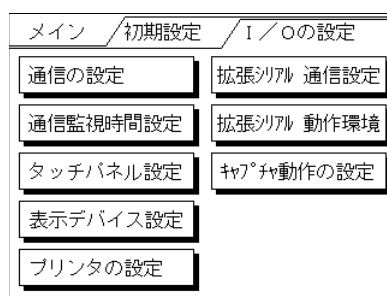 メイン 初期設定 I/Oの設定
通信の設定 拡張ｼﾘｱﾙ 通信設定
通信監視時間設定 拡張ｼﾘｱﾙ 動作環境
タッチパネル設定 ｷｬﾌﾟﾁｬ動作の設定
表示デバイス設定
プリンタの設定